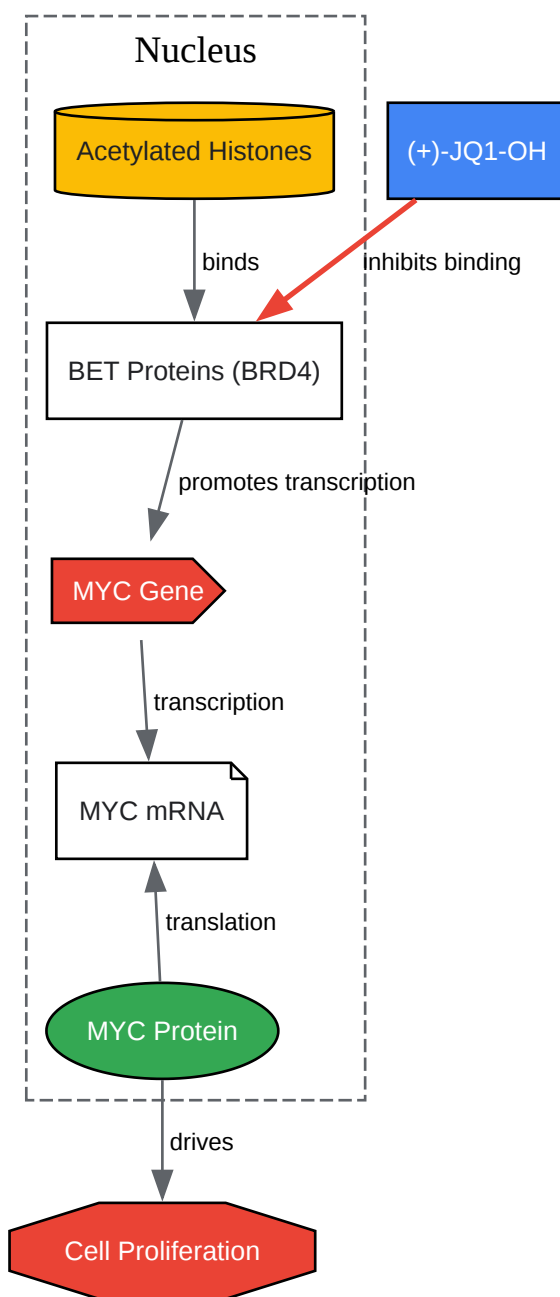 Nucleus
Acetylated Histones
(+)-JQ1-OH
binds
inhibits binding
BET Proteins (BRD4)
promotes transcription
MYC Gene
transcription
MYC mRNA
translation
MYC Protein
drives
Cell Proliferation